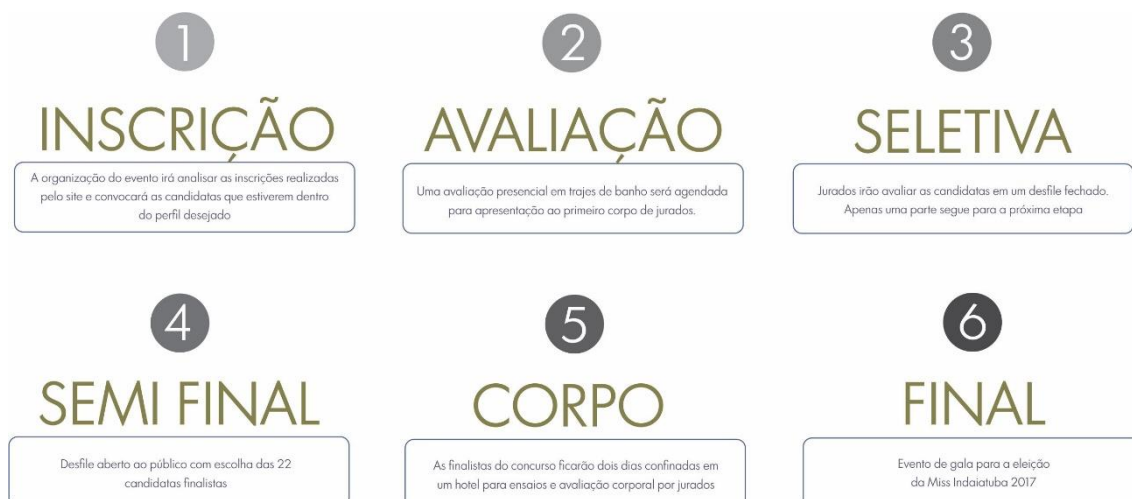 1
INSCRIÇÃO
A organização do evento irá analisar as inscrições realizadas
pelo site e convocará as candidatas que estiverem dentro
do perfil desejado
2
AVALIAÇÃO
Uma avaliação presencial em trajes de banho será agendada
para apresentação ao primeiro corpo de jurados.
3
SELETIVA
Jurados irão avaliar as candidatas em um desfile fechado.
Apenas uma parte segue para a próxima etapa
4
SEMI FINAL
Desfile aberto ao público com escolha das 22
candidatas finalistas
5
CORPO
As finalistas do concurso ficarão dois dias confinadas em
um hotel para ensaios e avaliação corporal por jurados
6
FINAL
Evento de gala para a eleição
da Miss Indaiatuba 2017